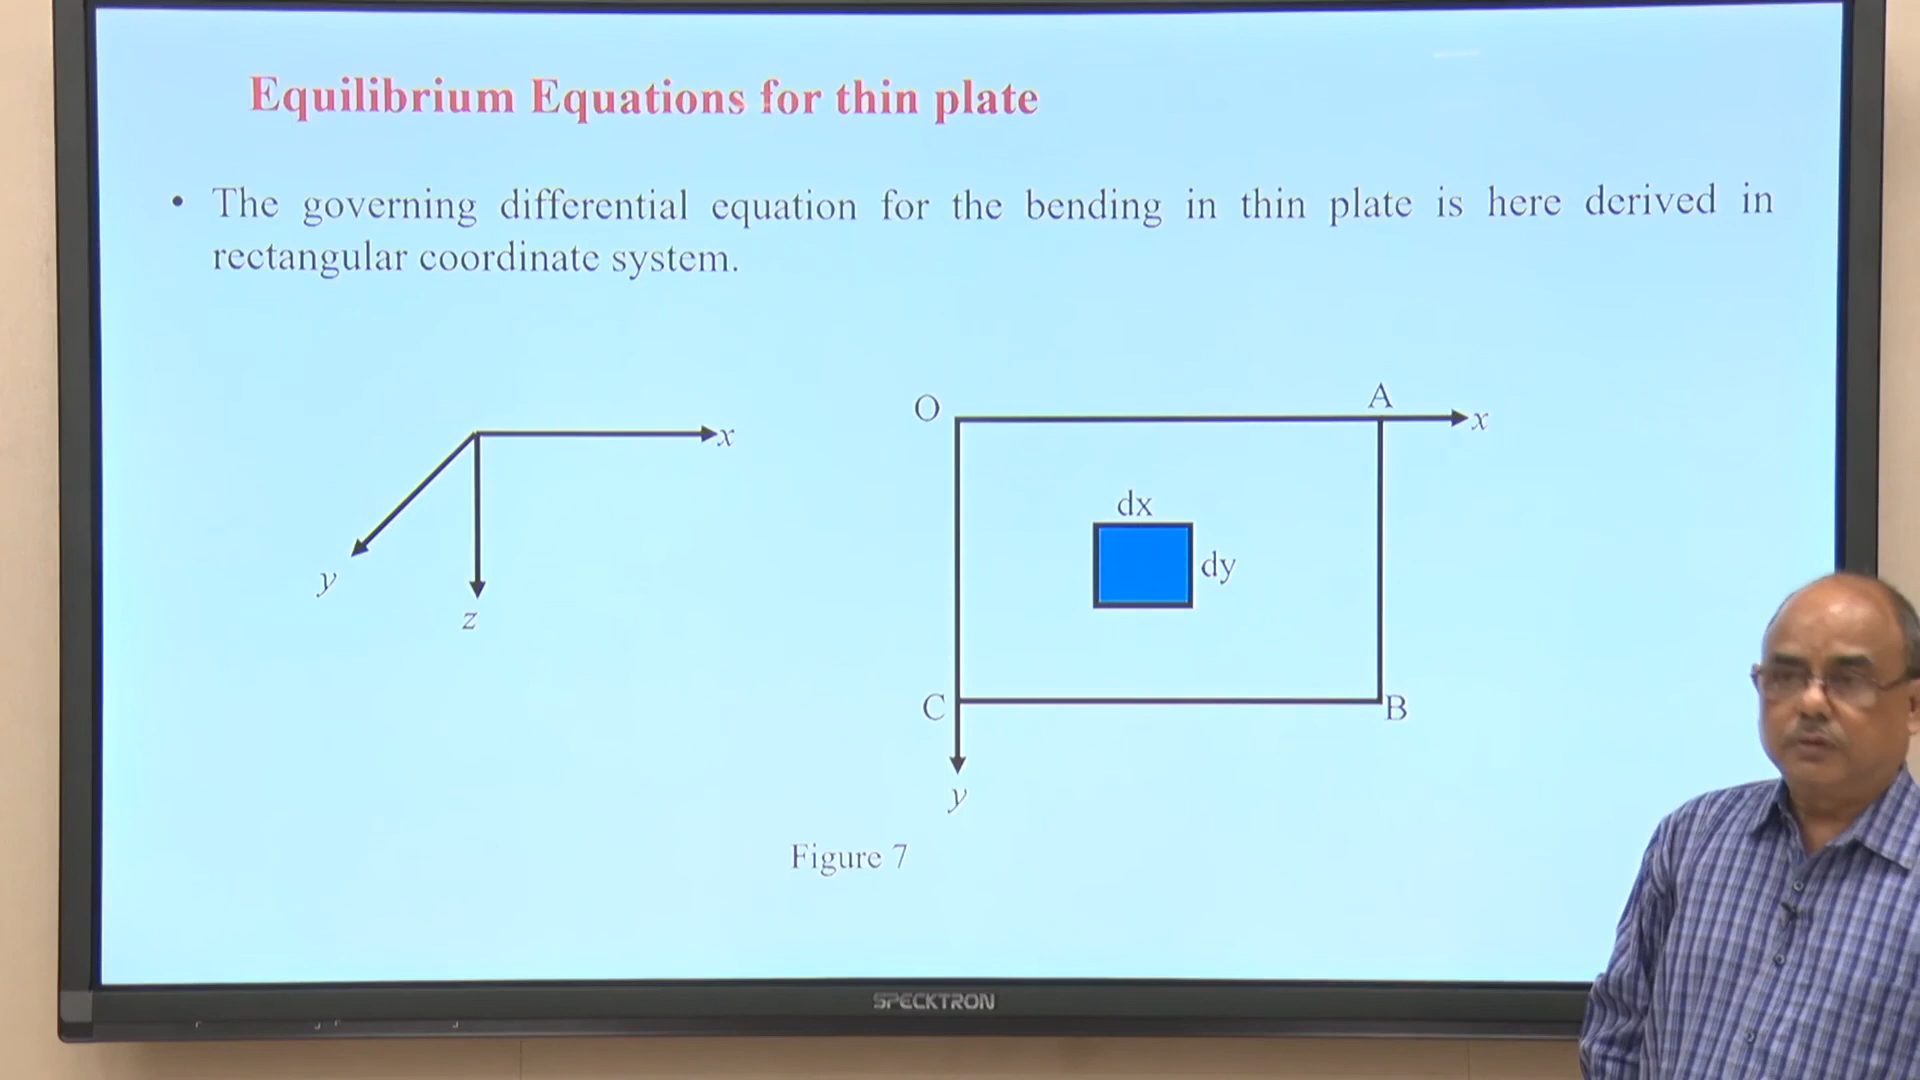 Equilibrium Equations for thin plate
• The governing differential equation for the bending in thin plate is here derived in
rectangular coordinate system.
x
y
z
O
A
x
dx
dy
C
B
y
Figure 7
SPECKTRON